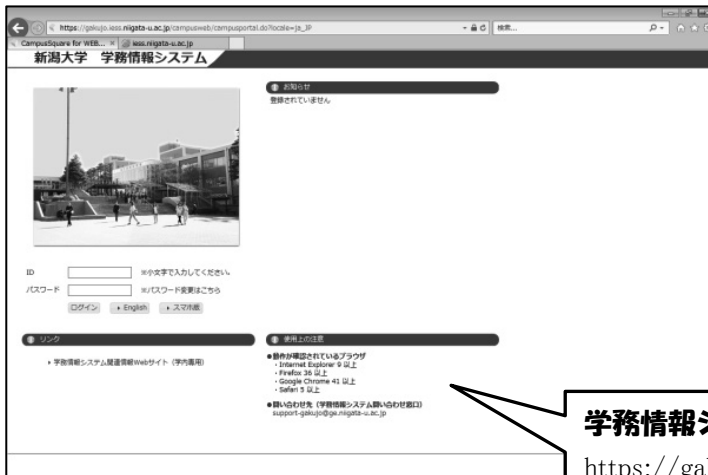 https://gakujo.iess.niigata-u.ac.jp/campusweb/campusportal.do?locale=ja_JP
検索...
CampusSquare for WEB...
iess.niigata-u.ac.jp
新潟大学 学務情報システム
お知らせ
登録されていません
ID
※小文字で入力してください。
パスワード
※パスワード変更はこちら
ログイン
English
スマホ版
リンク
・学務情報システム関連情報Webサイト(学内専用)
使用上の注意
●動作が確認されているブラウザ
・Internet Explorer 9 以上
・Firefox 36 以上
・Google Chrome 41 以上
・Safari 5 以上
●問い合わせ先(学務情報システム問い合わせ窓口)
support-gakujo@ge.niigata-u.ac.jp
学務情報シ
https://gal